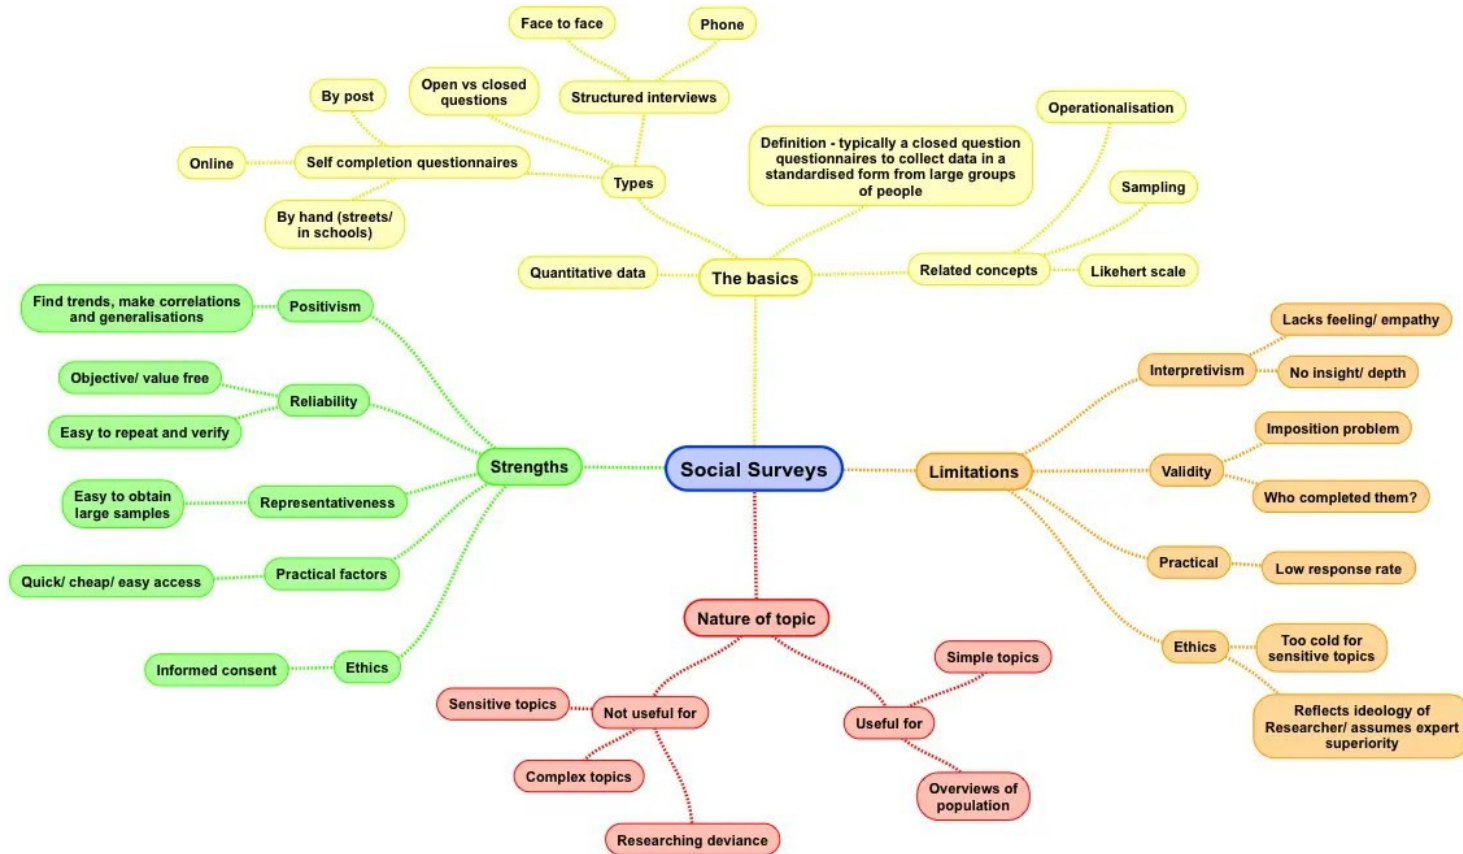 Face to face
Phone
Open vs closed
questions
Structured interviews
By post
Operationalisation
Online
Self completion questionnaires
Types
By hand (streets/
in schools)
Definition - typically a closed question
questionnaires to collect data in a
standardised form from large groups
of people
Sampling
Quantitative data
The basics
Related concepts
Likehert scale
Find trends, make correlations
and generalisations
Positivism
Objective/ value free
Reliability
Easy to repeat and verify
Strengths
Easy to obtain
large samples
Representativeness
Quick/ cheap/ easy access
Practical factors
Informed consent
Ethics
Social Surveys
Limitations
Lacks feeling/ empathy
Interpretivism
No insight/ depth
Imposition problem
Validity
Who completed them?
Practical
Low response rate
Ethics
Too cold for
sensitive topics
Reflects ideology of
Researcher/ assumes expert
superiority
Nature of topic
Sensitive topics
Not useful for
Complex topics
Researching deviance
Simple topics
Useful for
Overviews of
population